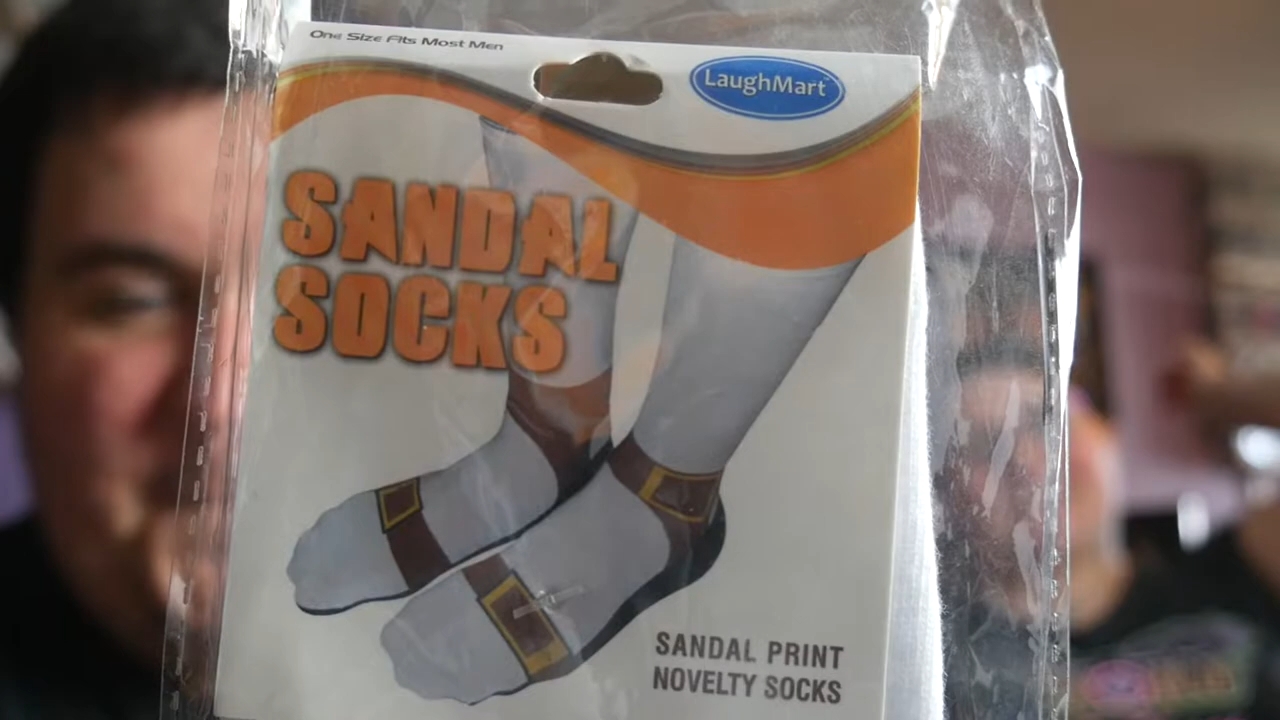 One Size Fits Most Men
LaughMart
SANDAL
SOCKS
SANDAL PRINT
NOVELTY SOCKS